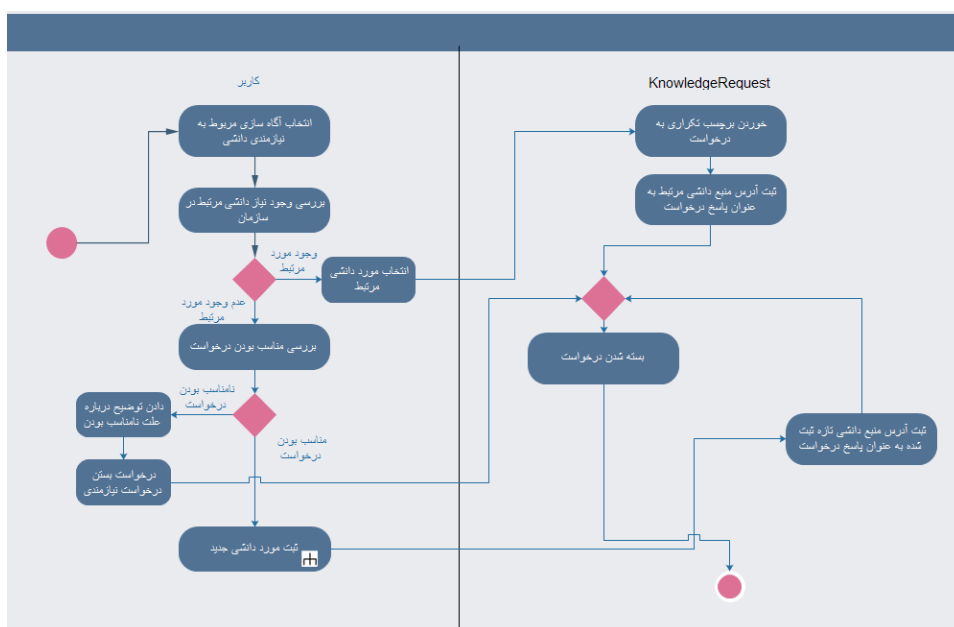 کاربر
KnowledgeRequest
انتخاب آگاه سازی مربوط به
نیازمندی دانشی
بررسی وجود نیاز دانشی مرتبط در
سازمان
وجود مورد
مرتبط
انتخاب مورد دانشی
مرتبط
عدم وجود مورد
مرتبط
بررسی مناسب بودن درخواست
نامناسب بودن
درخواست
دادن توضیح درباره
علت نامناسب بودن
مناسب بودن
درخواست
درخواست بستن
درخواست نیازمندی
ثبت مورد دانشی جدید
خوردن برچسب تکراری به
درخواست
ثبت آدرس منبع دانشی مرتبط به
عنوان پاسخ درخواست
بسته شدن درخواست
ثبت آدرس منبع دانشی تازه ثبت
شده به عنوان پاسخ درخواست